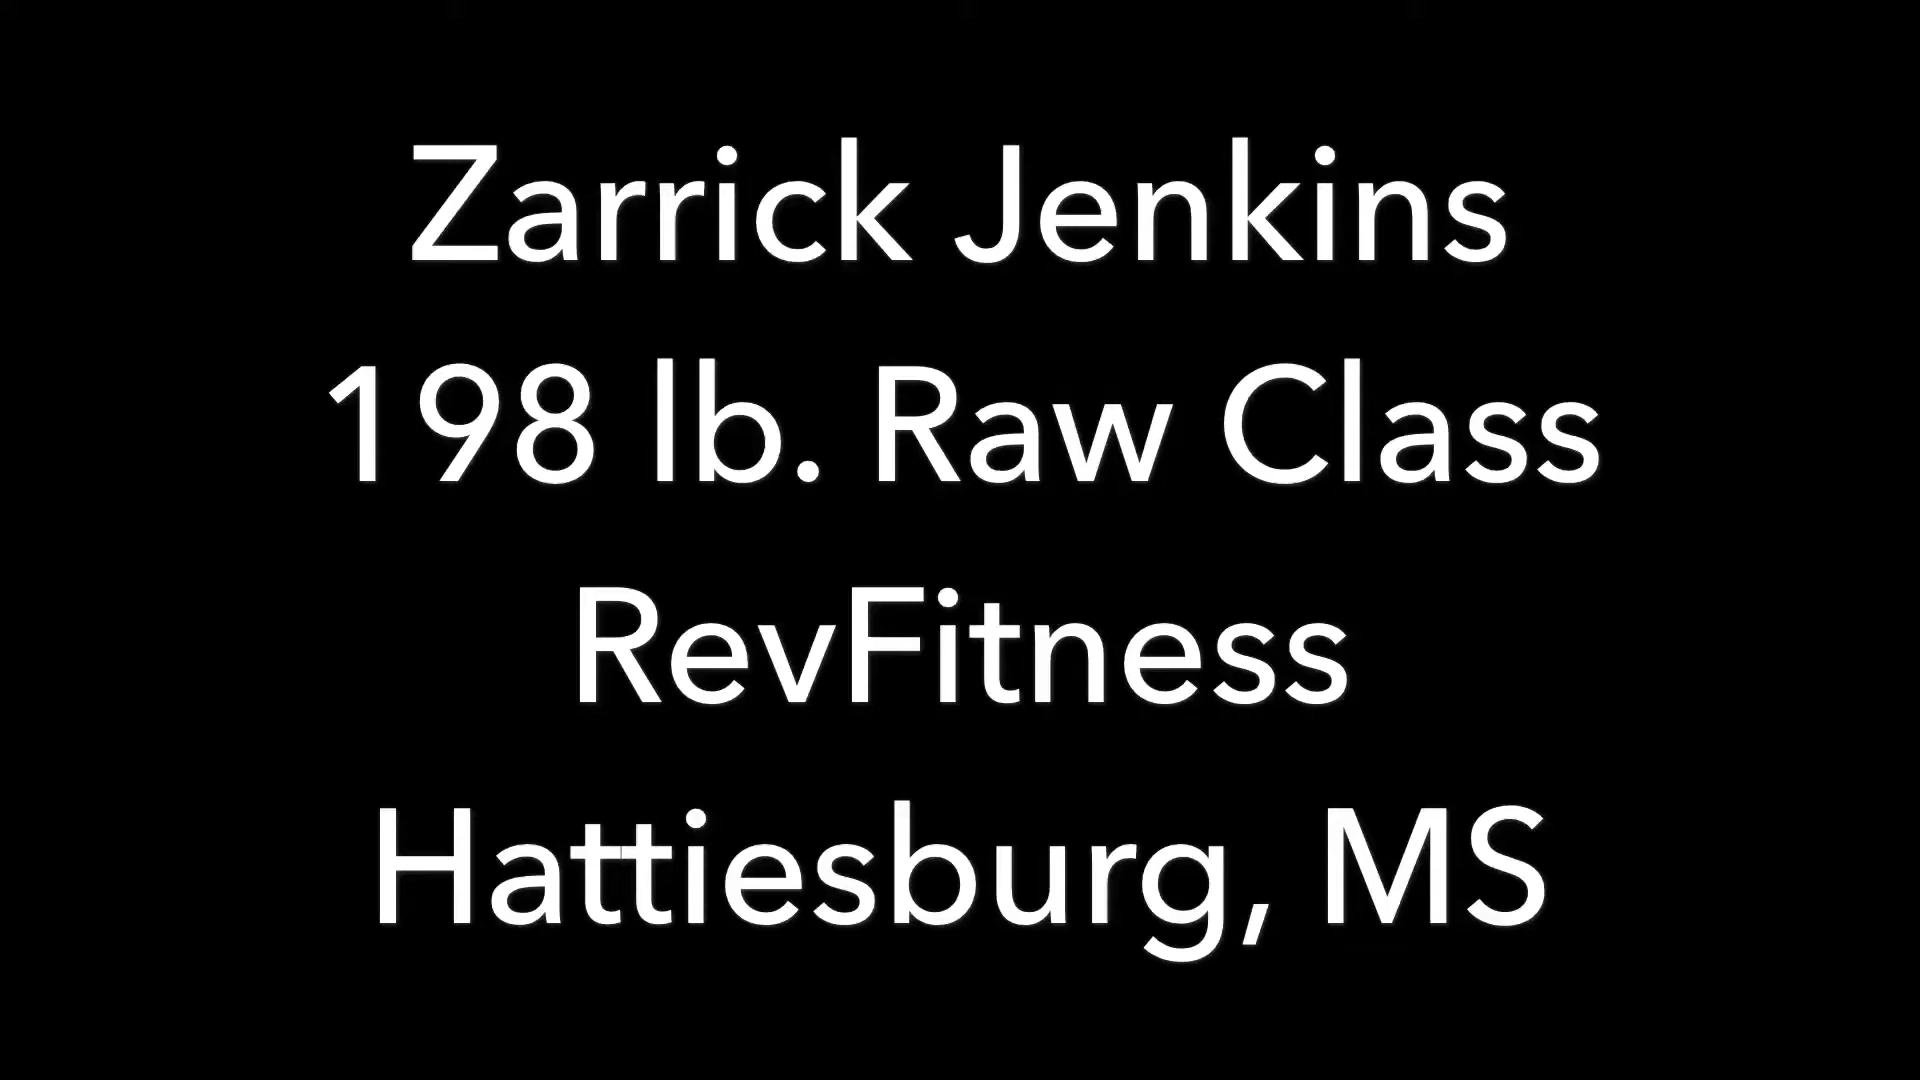 Zarrick Jenkins
198 lb. Raw Class
RevFitness
Hattiesburg, MS